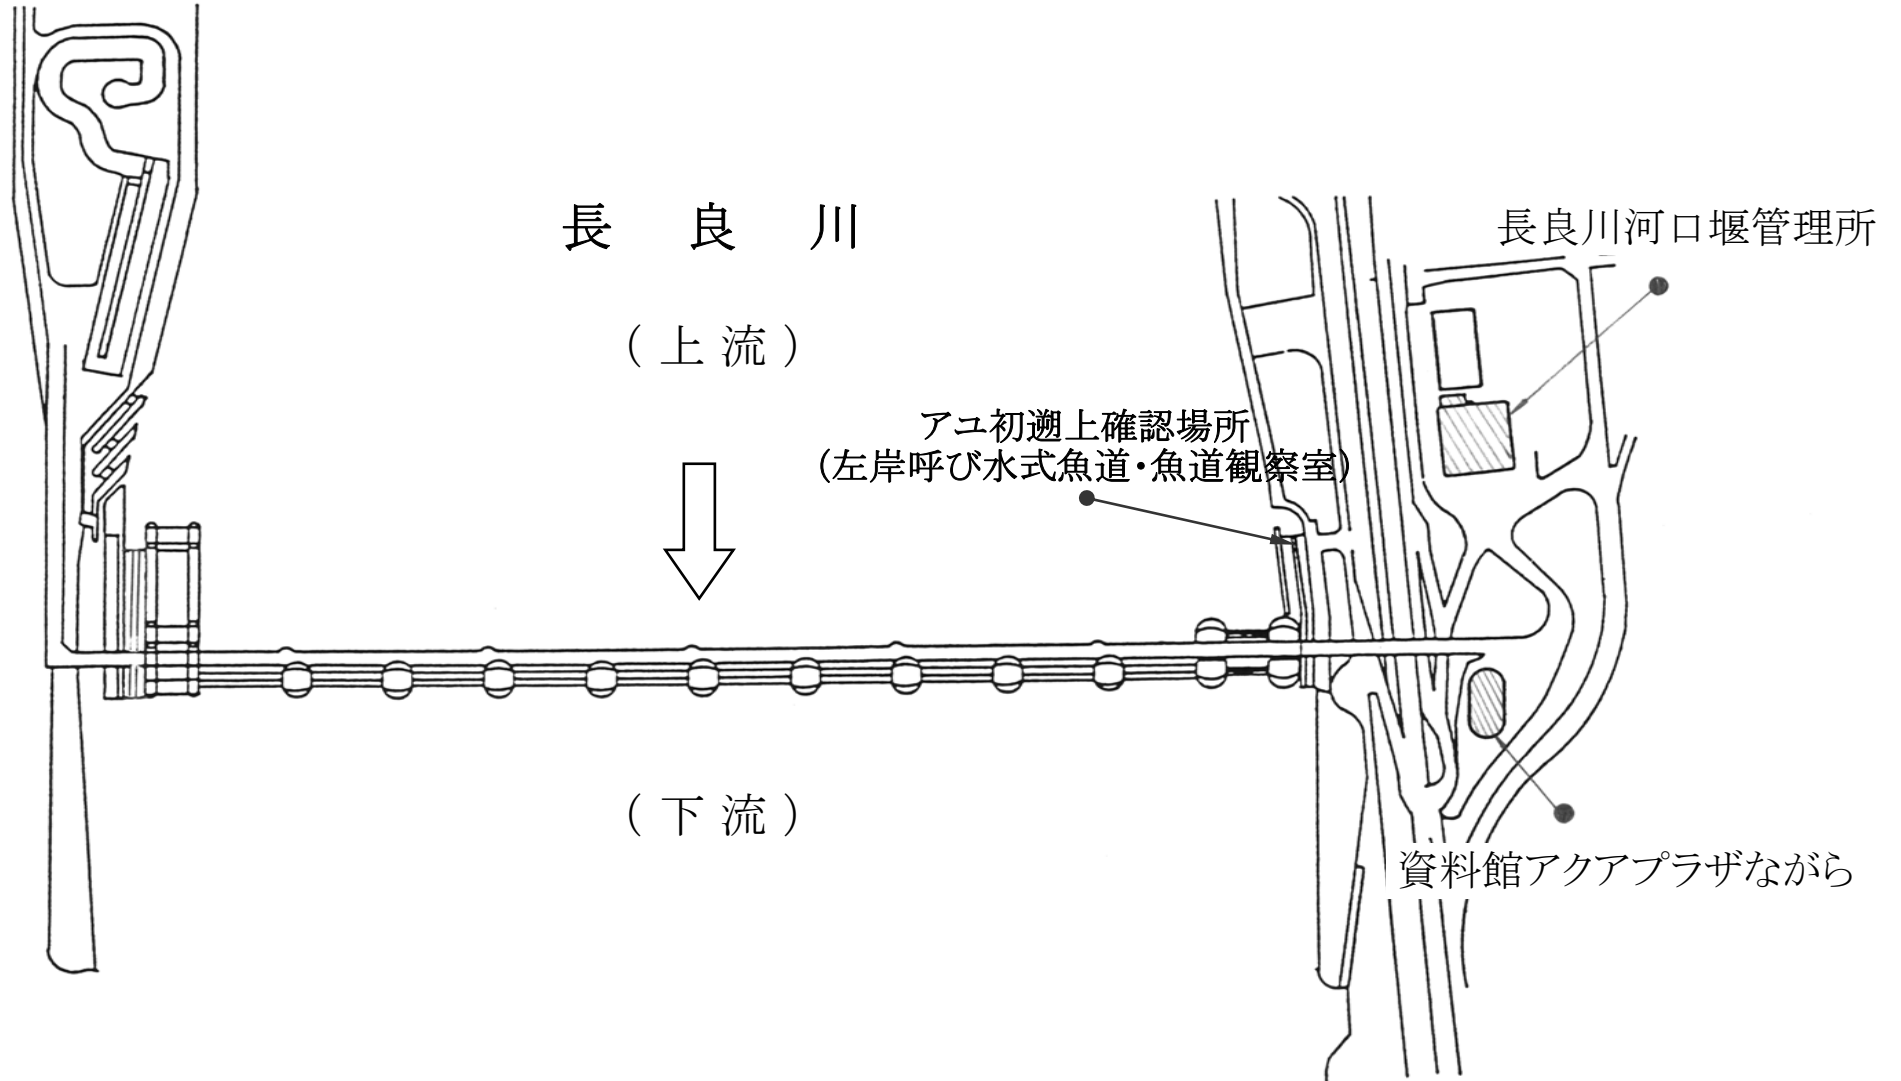 長良川
長良川河口堰管理所
(上流)
アユ初遡上確認場所
(左岸呼び水式魚道・魚道観察室)
(下流)
資料館アクアプラザながら